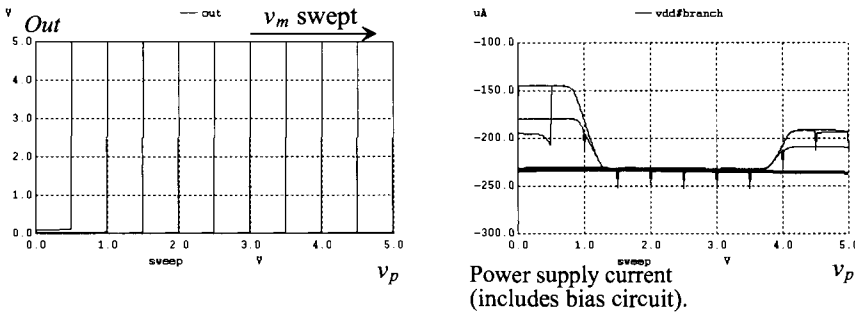 V
Out
out
v_m swept
5.0
4.0
3.0
2.0
1.0
0.0
0.0 1.0 2.0 3.0 4.0 5.0
sweep V
v_p
uA
vdd#branch
-100.0
-150.0
-200.0
-250.0
-300.0
0.0 1.0 2.0 3.0 4.0 5.0
sweep V
v_p
Power supply current
(includes bias circuit).